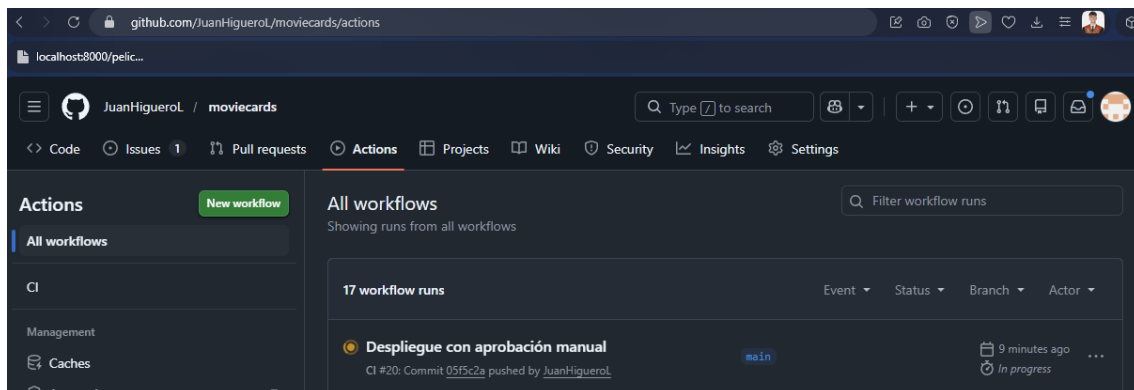 github.com/JuanHigueroL/moviecards/actions
localhost:8000/pelic...
JuanHigueroL / moviecards
Type / to search
Code Issues 1 Pull requests Actions Projects Wiki Security Insights Settings
Actions
New workflow
All workflows
CI
Management
Caches
All workflows
Showing runs from all workflows
Filter workflow runs
17 workflow runs
Event Status Branch Actor
Despliegue con aprobación manual
CI #20: Commit 05f5c2a pushed by JuanHigueroL
main
9 minutes ago
In progress